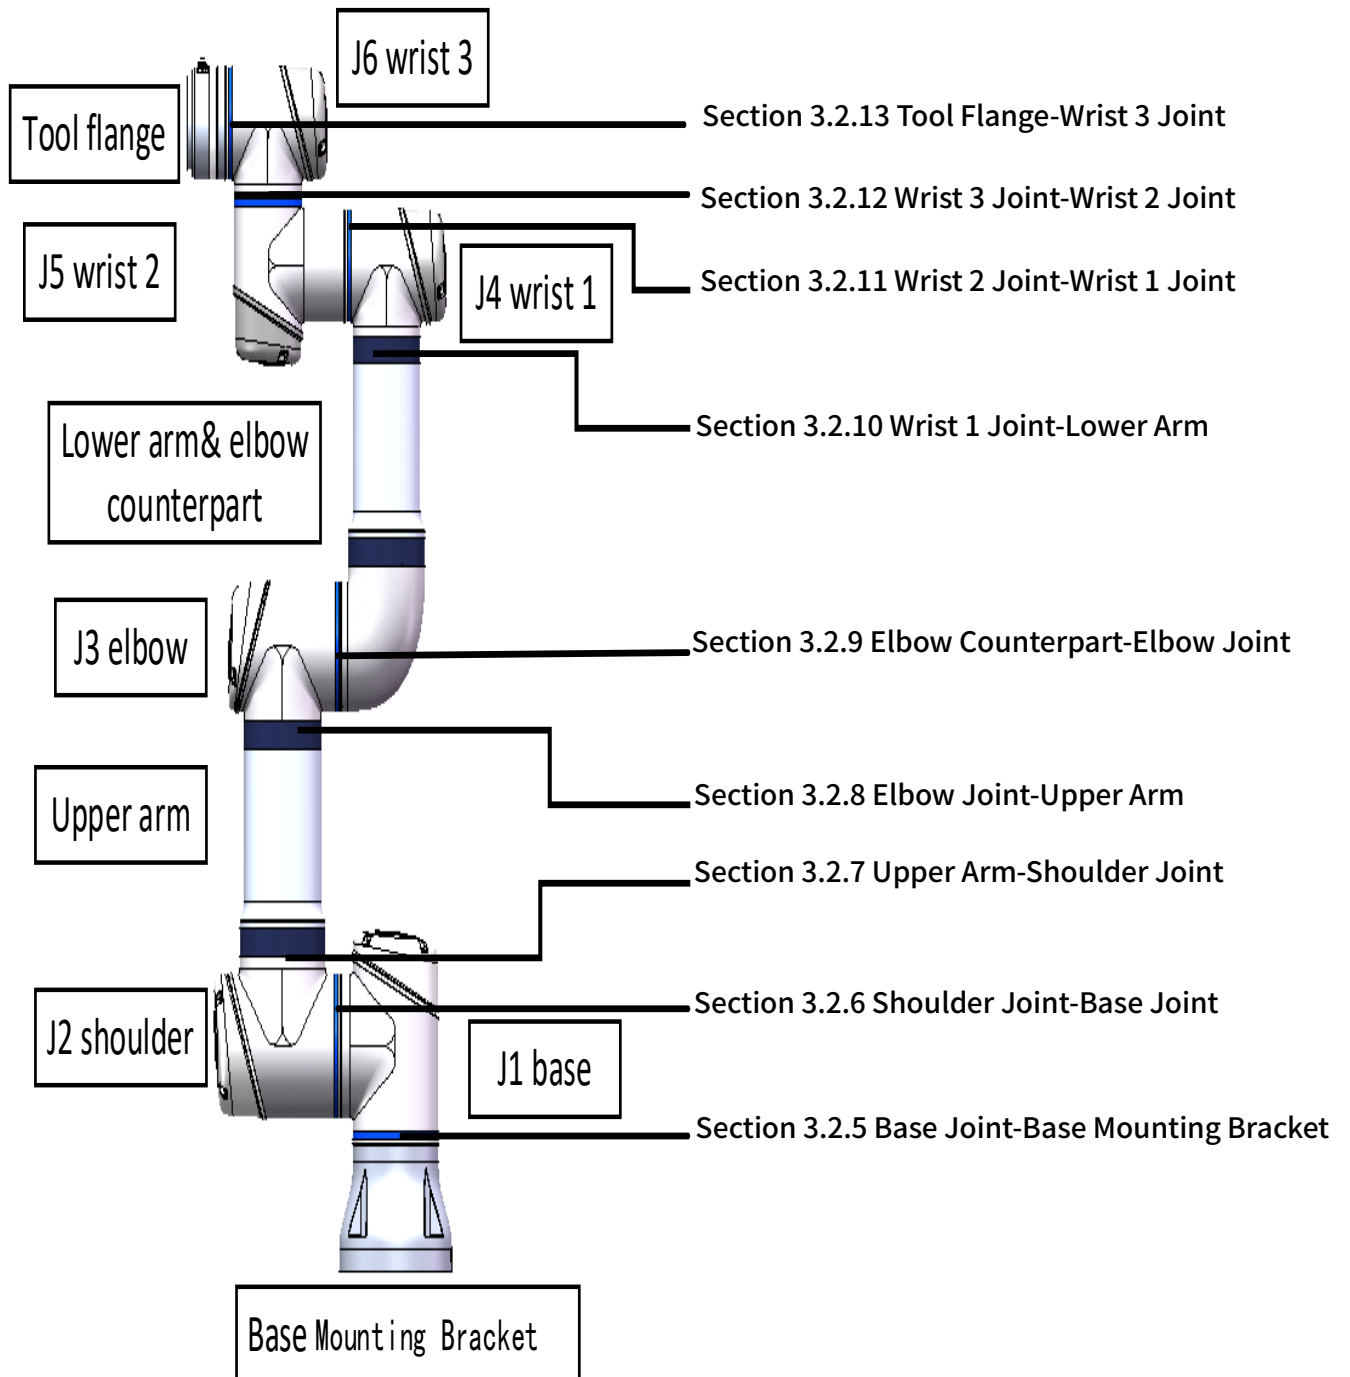 J6 wrist 3
Tool flange
Section 3.2.13 Tool Flange-Wrist 3 Joint
Section 3.2.12 Wrist 3 Joint-Wrist 2 Joint
J5 wrist 2
J4 wrist 1
Section 3.2.11 Wrist 2 Joint-Wrist 1 Joint
Lower arm& elbow
counterpart
Section 3.2.10 Wrist 1 Joint-Lower Arm
J3 elbow
Section 3.2.9 Elbow Counterpart-Elbow Joint
Upper arm
Section 3.2.8 Elbow Joint-Upper Arm
Section 3.2.7 Upper Arm-Shoulder Joint
J2 shoulder
Section 3.2.6 Shoulder Joint-Base Joint
J1 base
Section 3.2.5 Base Joint-Base Mounting Bracket
Base Mounting Bracket